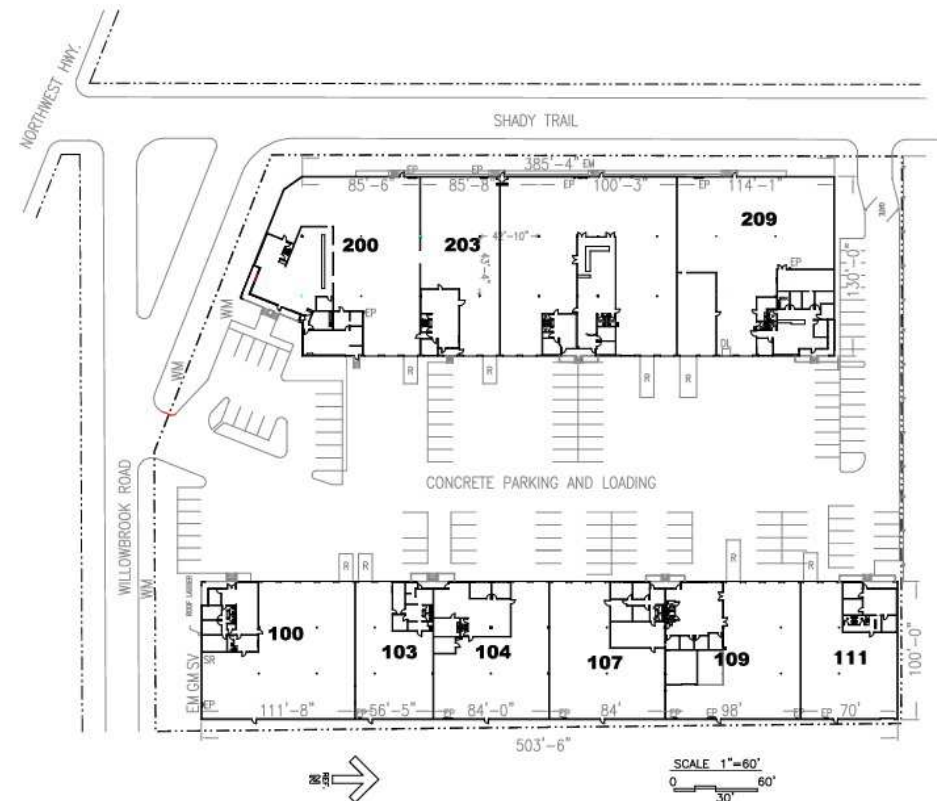 NORTHWEST HWY.
SHADY TRAIL
385'-4" EM
EP
EP
85'-6"
85'-8
EP
100'-3"
EP
114'-1"
GATE
200
203
209
42'-10"
43'-4"
EP
130'-0"
WM
EP
DL
WM
CONCRETE PARKING AND LOADING
WILLOWBROOK ROAD
WM
ROOF LADDER
100
103
104
107
109
111
SR
EM GM SV
EP
100'-0"
111'-8"
EP
56'-5"
EP
84'-0"
EP
84'
EP
98'
EP
EP
70'
503'-6"
REF.
SCALE 1"=60'
0
60'
30'